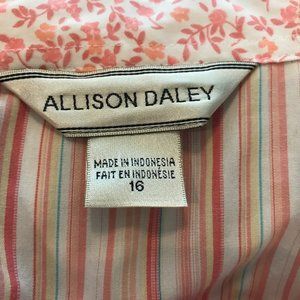 ALLISON DALEY
MADE IN INDONESIA
FAIT EN INDONÉSIE
16